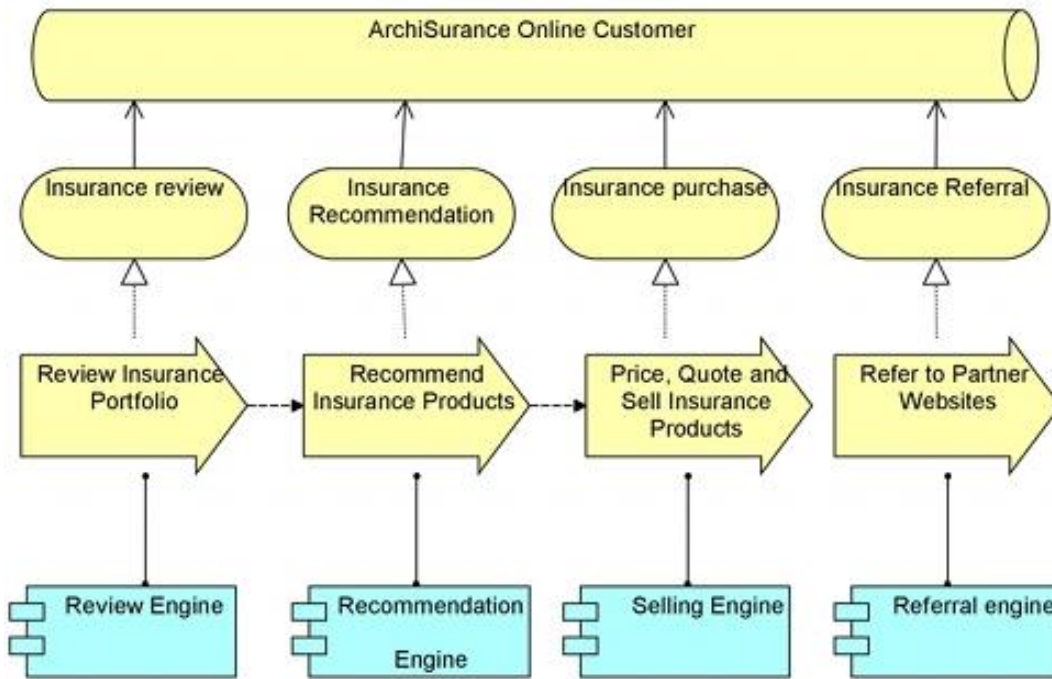 ArchiSurance Online Customer
Insurance review
Insurance
Recommendation
Insurance purchase
Insurance Referral
Review Insurance
Portfolio
Recommend
Insurance Products
Price, Quote and
Sell Insurance
Products
Refer to Partner
Websites
Review Engine
Recommendation
Engine
Selling Engine
Referral engine